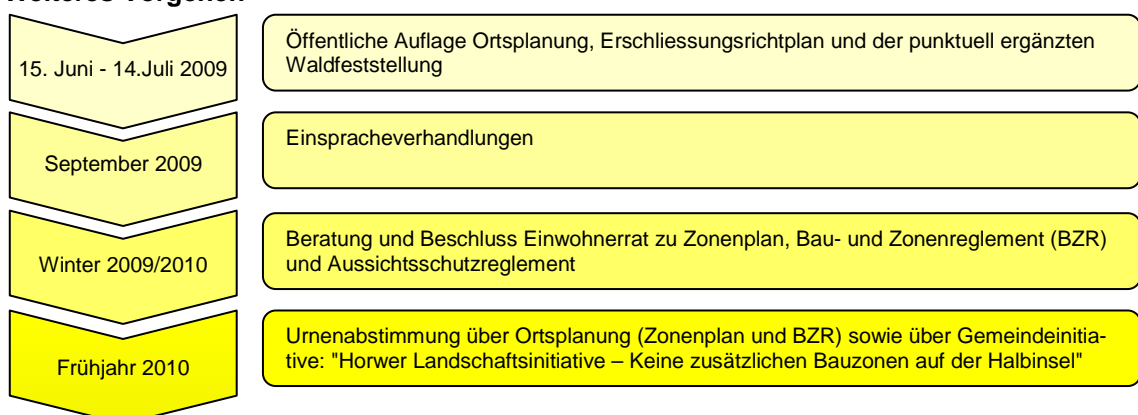 Weiteres Vorgehen
15. Juni - 14.Juli 2009
Öffentliche Auflage Ortsplanung, Erschliessungsrichtplan und der punktuell ergänzten
Waldfeststellung
September 2009
Einspracheverhandlungen
Winter 2009/2010
Beratung und Beschluss Einwohnerrat zu Zonenplan, Bau- und Zonenreglement (BZR)
und Aussichtsschutzreglement
Frühjahr 2010
Urnenabstimmung über Ortsplanung (Zonenplan und BZR) sowie über Gemeindeinitia-
tive: "Horwer Landschaftsinitiative – Keine zusätzlichen Bauzonen auf der Halbinsel"